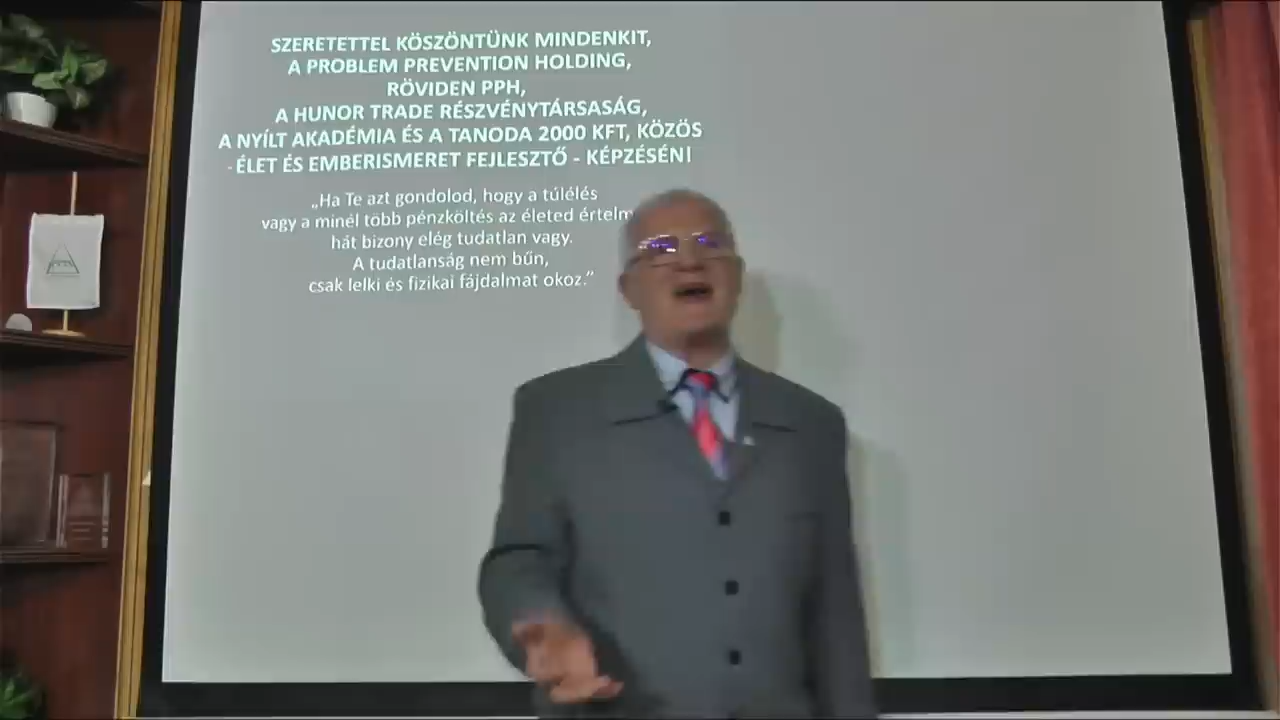 SZERETETTEL KÖSZÖNTÜNK MINDENKIT,
A PROBLEM PREVENTION HOLDING,
RÖVIDEN PPH,
A HUNOR TRADE RÉSZVÉNYTÁRSASÁG,
A NYÍLT AKADÉMIA ÉS A TANODA 2000 KFT, KÖZÖS
- ÉLET ÉS EMBERISMERET FEJLESZTŐ - KÉPZÉSÉN!
„Ha Te azt gondolod, hogy a túlélés
vagy a minél több pénzköltés az életed
hát bizony elég tudatlan vagy.
A tudatlanság nem bűn,
csak lelki és fizikai fájdalmat okoz.”